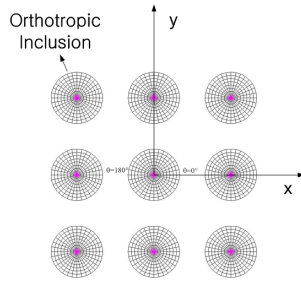 Orthotropic
Inclusion
y
θ=180°
θ=0°
x